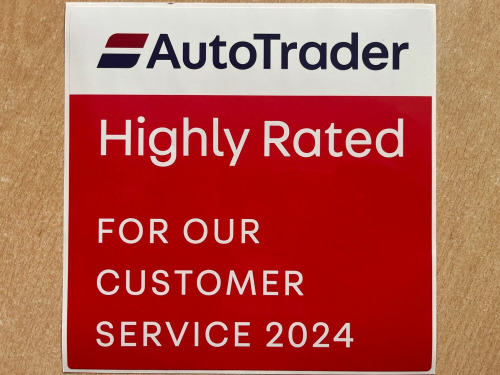 AutoTrader
Highly Rated
FOR OUR
CUSTOMER
SERVICE 2024